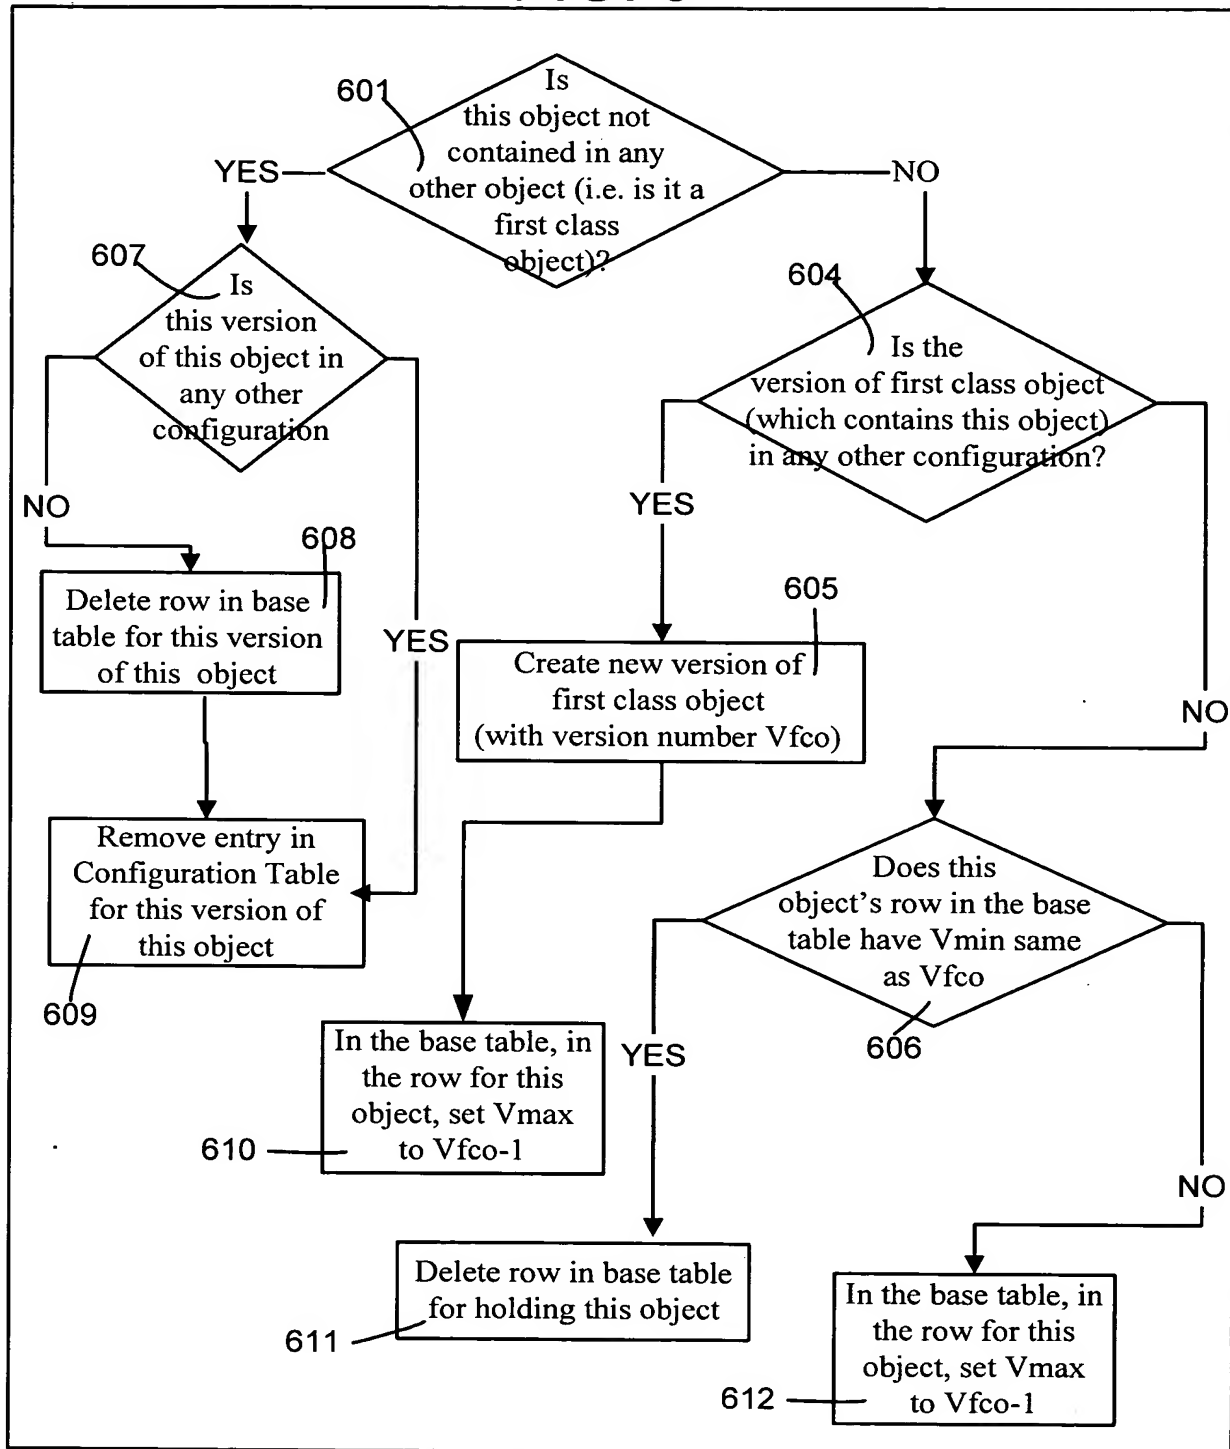 601
Is
this object not
contained in any
other object (i.e. is it a
first class
object)?
YES
NO
607
Is
this version
of this object in
any other
configuration
604
Is the
version of first class object
(which contains this object)
in any other configuration?
NO
YES
608
Delete row in base
table for this version
of this object
YES
605
Create new version of
first class object
(with version number Vfco)
NO
Remove entry in
Configuration Table
for this version of
this object
609
Does this
object's row in the base
table have Vmin same
as Vfco
606
In the base table, in
the row for this
object, set Vmax
to Vfco-1
610
YES
NO
Delete row in base table
for holding this object
611
In the base table, in
the row for this
object, set Vmax
to Vfco-1
612